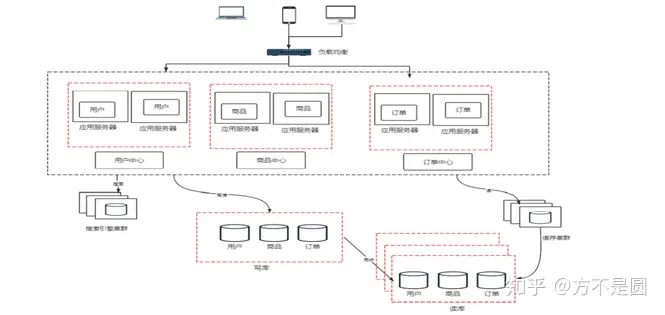 负载均衡
用户
用户
应用服务器
应用服务器
商品
商品
应用服务器
应用服务器
订单
订单
应用服务器
应用服务器
用户中心
商品中心
订单中心
搜索
读
搜索引擎集群
缓存集群
用户
商品
订单
写库
用户
商品
订单
读库
知乎 @方不是圆